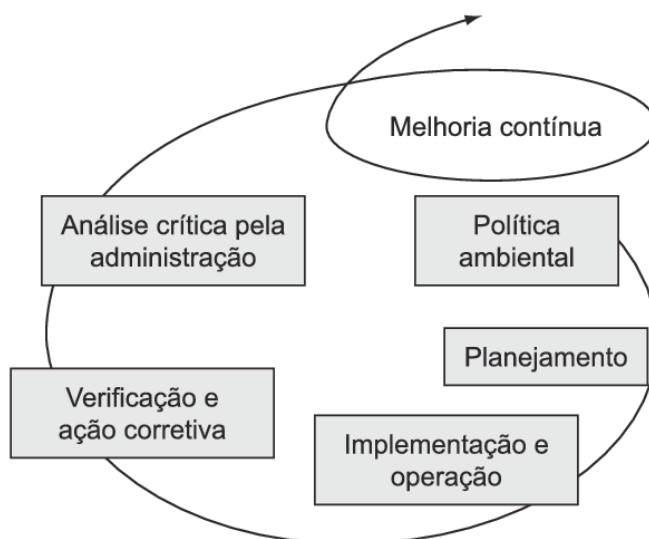 Melhoria contínua
Análise crítica pela
administração
Política
ambiental
Planejamento
Verificação e
ação corretiva
Implementação e
operação